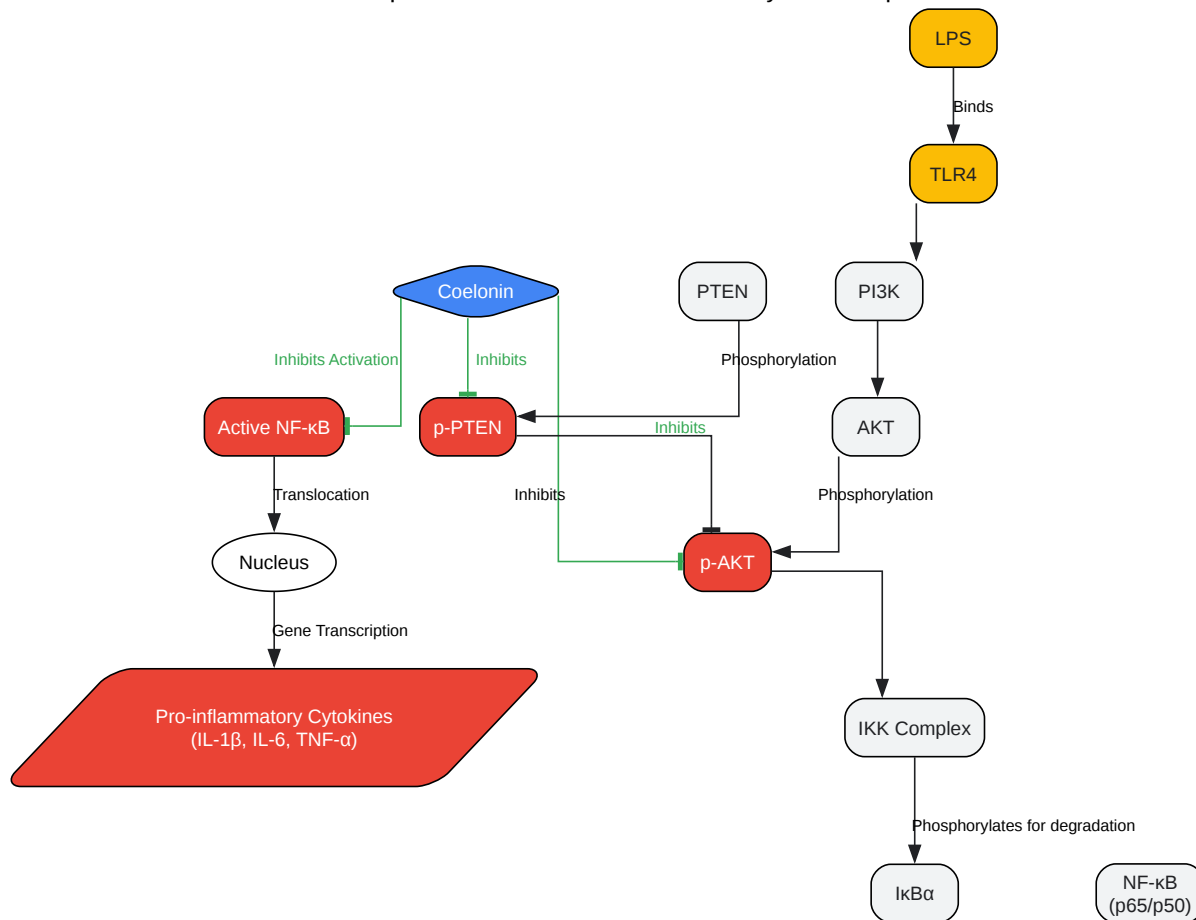 LPS
Binds
TLR4
Coelonin
PTEN
PI3K
Inhibits Activation
Inhibits
Phosphorylation
Active NF-κB
p-PTEN
Inhibits
AKT
Translocation
Inhibits
Phosphorylation
Nucleus
p-AKT
Gene Transcription
Pro-inflammatory Cokines
(IL-1β, IL-6, TNF-α)
IKK Complex
Phosphorylates for degradation
IκBα
NF-κB
(p65/p50)